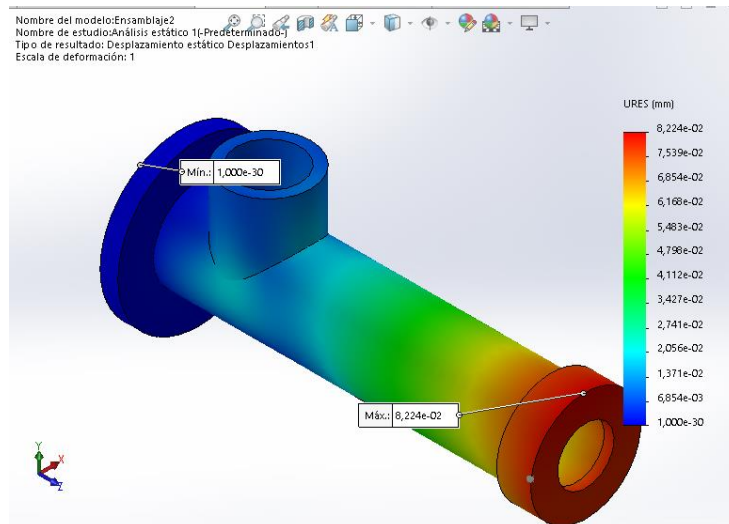 Nombre del modelo:Ensamblaje2
Nombre de estudio:Análisis estático 1(-Predeterminado-)
Tipo de resultado: Desplazamiento estático Desplazamientos1
Escala de deformación: 1
URES (mm)
8,224e-02
7,539e-02
6,854e-02
6,168e-02
5,483e-02
4,798e-02
4,112e-02
3,427e-02
2,741e-02
2,056e-02
1,371e-02
6,854e-03
1,000e-30
Mín.: 1,000e-30
Máx.: 8,224e-02
Y
X
Z